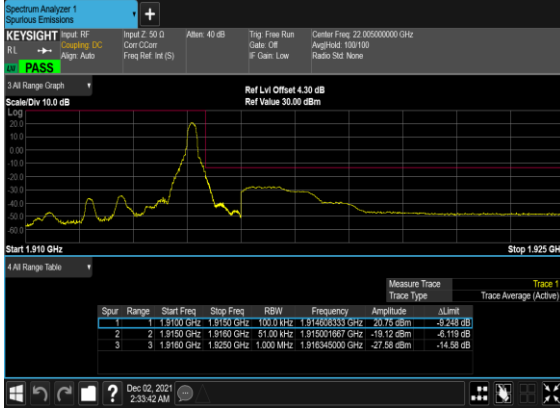 Spectrum Analyzer 1
Spurious Emissions
+
KEYSIGHT Input: RF Input Z: 50 Ω Atten: 40 dB Trig: Free Run Center Freq: 22.005000000 GHz
RL Coupling: DC Corr CCorr Gate: Off Avg|Hold: 100/100
Align: Auto Freq Ref: Int (S) IF Gain: Low Radio Std: None
LXI PASS
3 All Range Graph
Ref Lvl Offset 4.30 dB
Scale/Div 10.0 dB Ref Value 30.00 dBm
Log
20.0
10.0
0.00
-10.0
-20.0
-30.0
-40.0
-50.0
-60.0
Start 1.910 GHz Stop 1.925 GH
4 All Range Table
Measure Trace Trace 1
Trace Type Trace Average (Active)
Spur Range Start Freq Stop Freq RBW Frequency Amplitude ΔLimit
1 1 1.9100 GHz 1.9150 GHz 100.0 kHz 1.914608333 GHz 20.75 dBm -9.248 dB
2 2 1.9150 GHz 1.9160 GHz 51.00 kHz 1.915001667 GHz -19.12 dBm -6.119 dB
3 3 1.9160 GHz 1.9250 GHz 1.000 MHz 1.916345000 GHz -27.58 dBm -14.58 dB
? Dec 02, 2021
2:33:42 AM